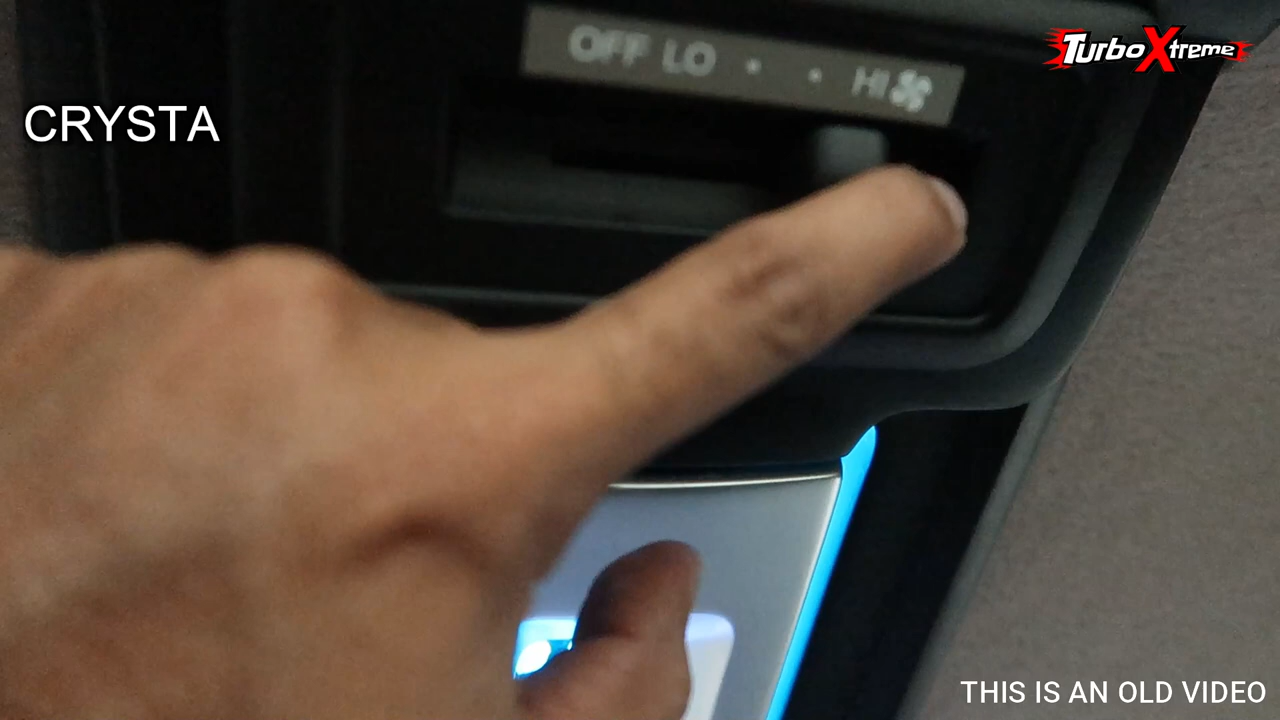 OFF LO • • HI
TurboXtreme
CRYSTA
THIS IS AN OLD VIDEO